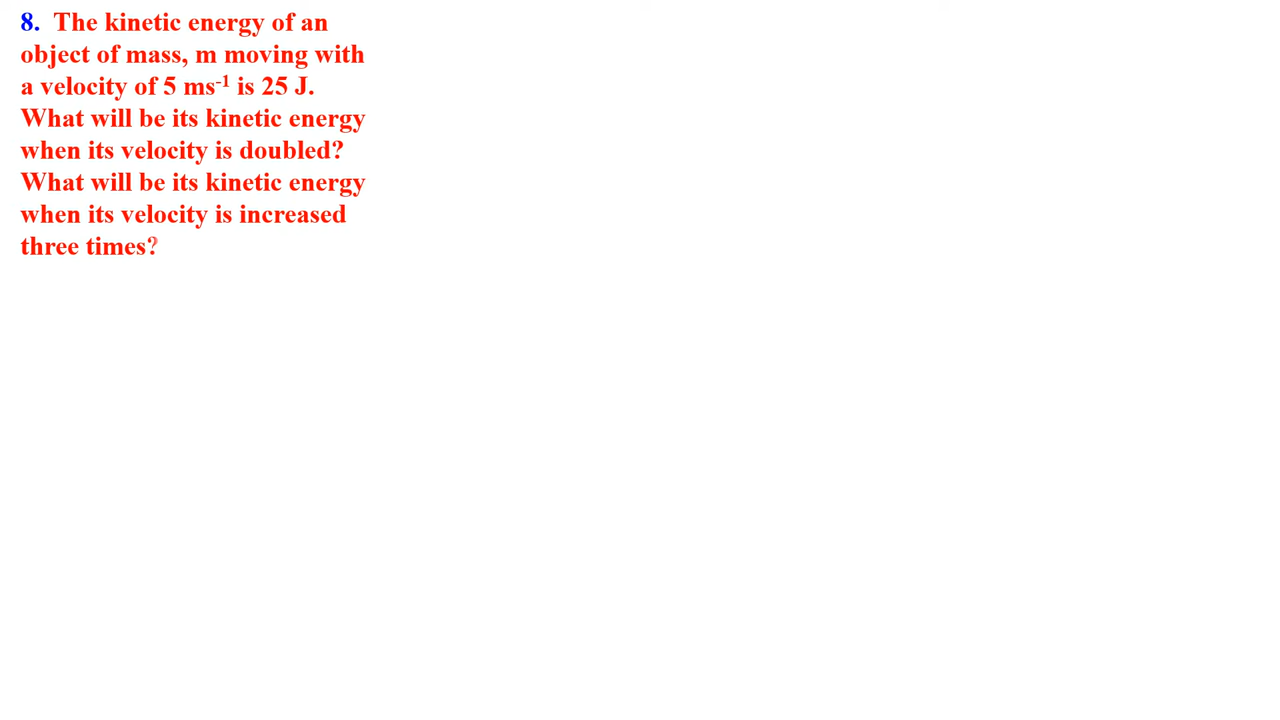 8. The kinetic energy of an
object of mass, m moving with
a velocity of 5 ms⁻¹ is 25 J.
What will be its kinetic energy
when its velocity is doubled?
What will be its kinetic energy
when its velocity is increased
three times?